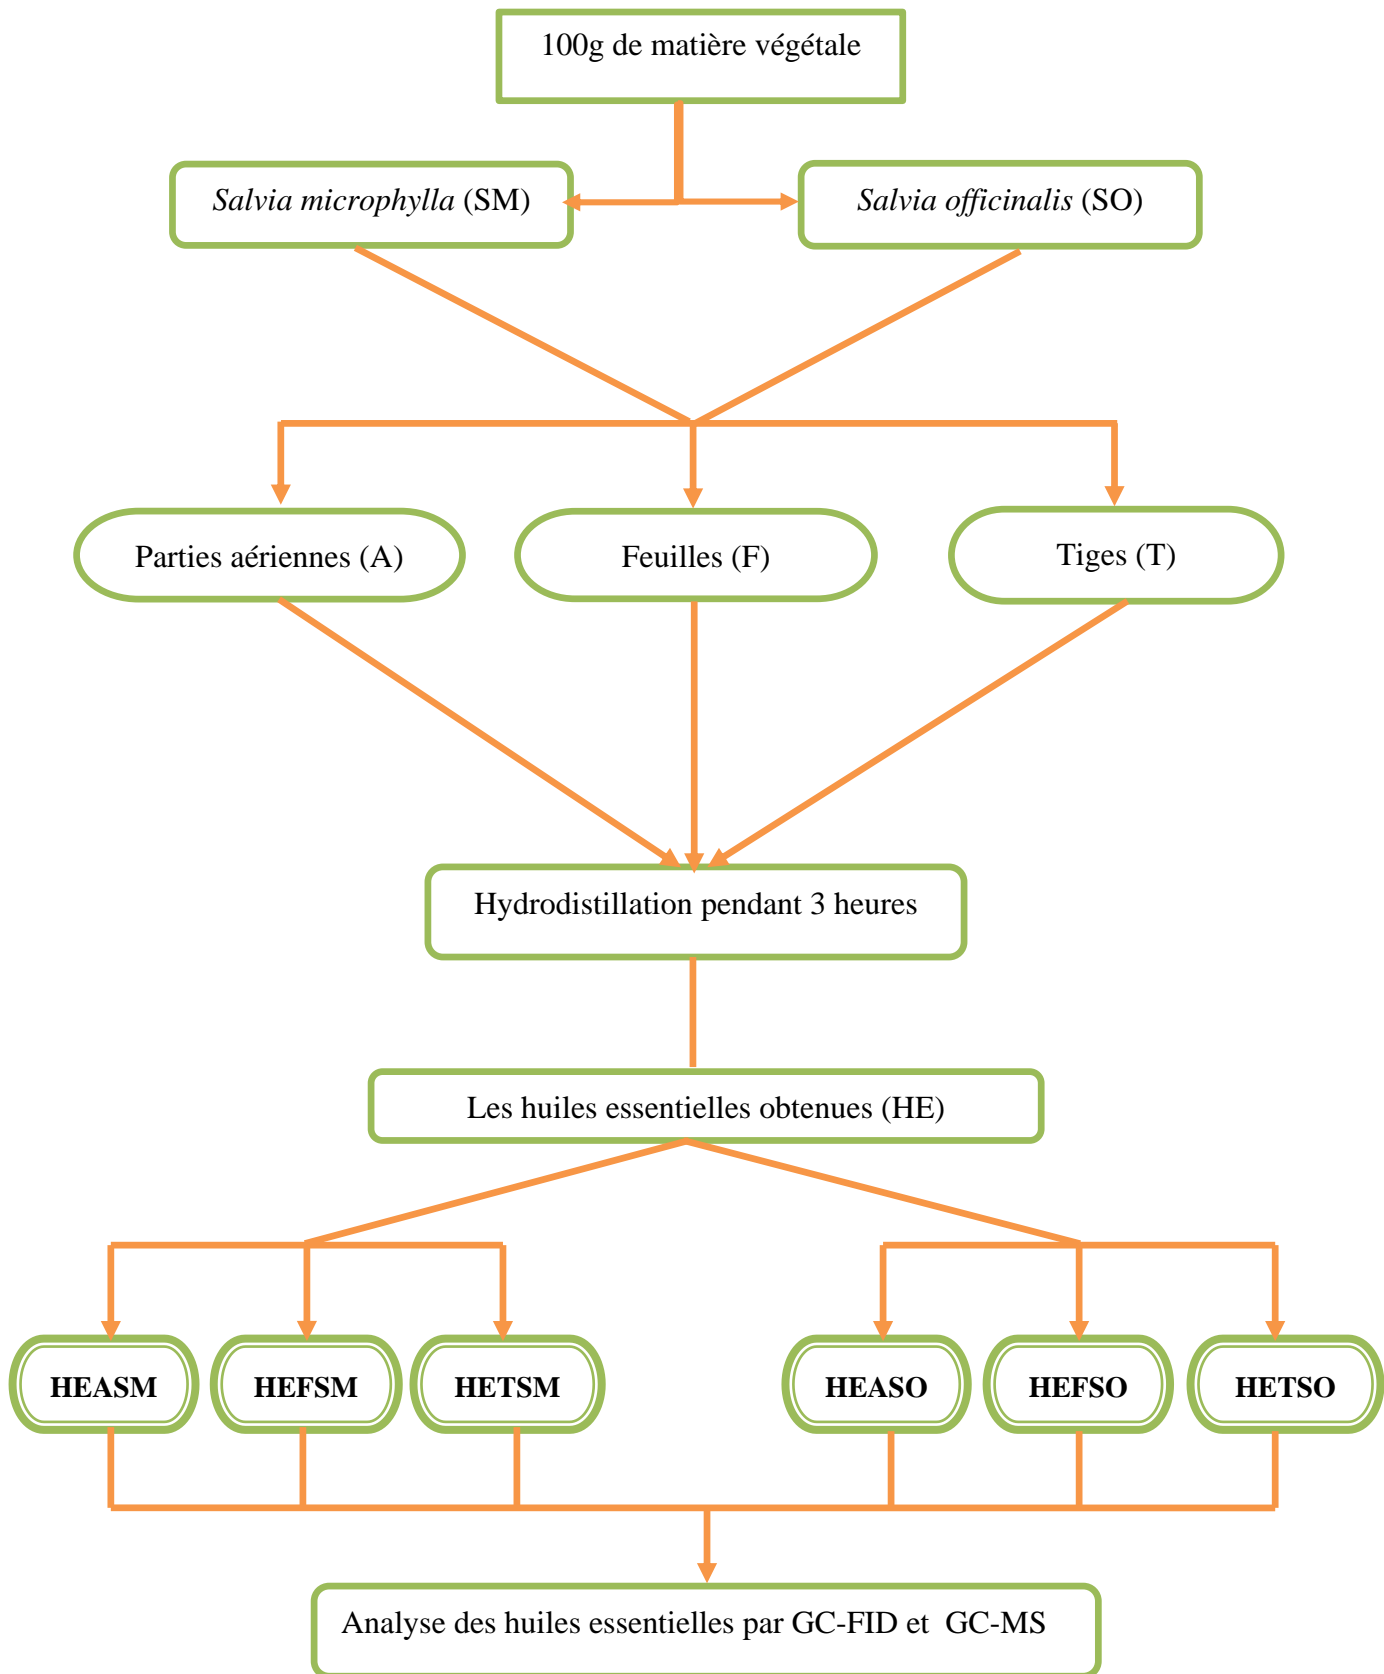 100g de matière végétale
Salvia microphylla (SM)
Salvia officinalis (SO)
Parties aériennes (A)
Feuilles (F)
Tiges (T)
Hydrodistillation pendant 3 heures
Les huiles essentielles obtenues (HE)
HEASM
HEFSM
HETSM
HEASO
HEFSO
HETSO
Analyse des huiles essentielles par GC-FID et GC-MS